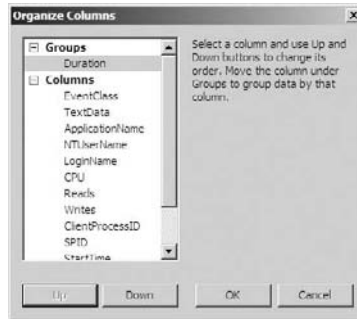 Organize Columns
Groups
Duration
Columns
EventClass
TextData
ApplicationName
NTUserName
LoginName
CPU
Reads
Writes
ClientProcessID
SPID
StartTime
Select a column and use Up and
Down buttons to change its
order. Move the column under
Groups to group data by that
column.
Up
Down
OK
Cancel